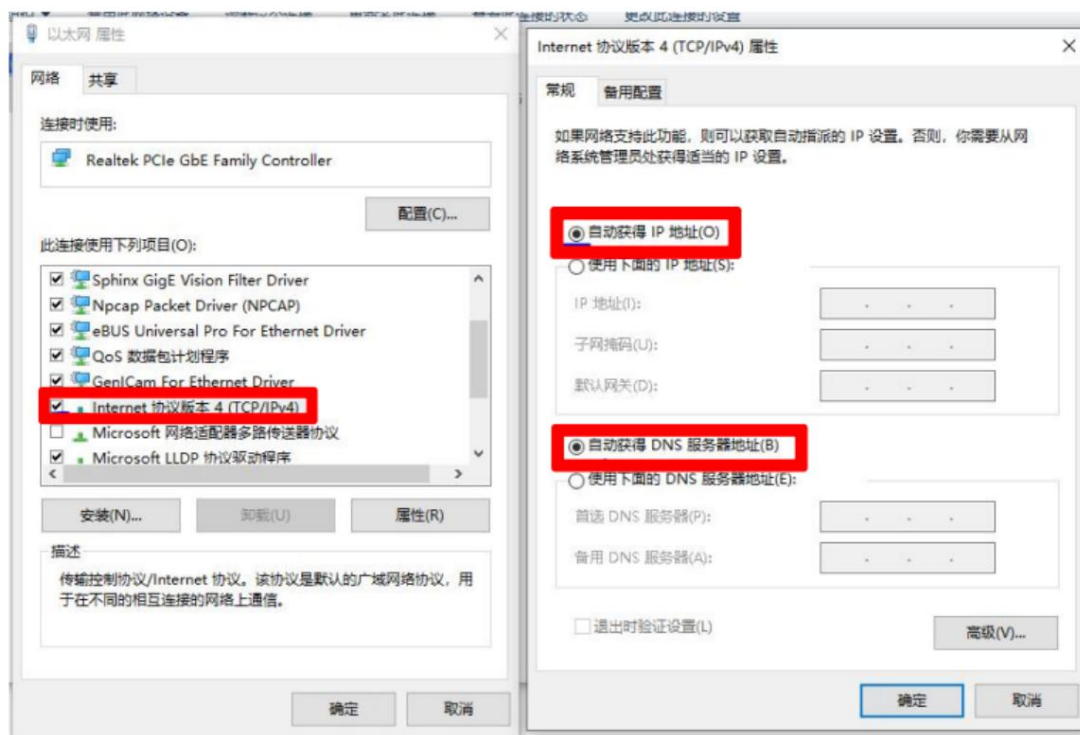 以太网 属性
网络
共享
连接时使用:
Realtek PCIe GbE Family Controller
配置(C)...
此连接使用下列项目(O):
Sphinx GigE Vision Filter Driver
Npcap Packet Driver (NPCAP)
eBUS Universal Pro For Ethernet Driver
QoS 数据包计划程序
GenICam For Ethernet Driver
Internet 协议版本 4 (TCP/IPv4)
Microsoft 网络适配器多路传送器协议
Microsoft LLDP 协议驱动程序
安装(N)...
卸载(U)
属性(R)
描述
传输控制协议/Internet 协议。该协议是默认的广域网络协议，用
于在不同的相互连接的网络上通信。
确定
取消
更改此连接的设置
Internet 协议版本 4 (TCP/IPv4) 属性
常规
备用配置
如果网络支持此功能，则可以获取自动指派的 IP 设置。否则，你需要从网
络系统管理员处获得适当的 IP 设置。
自动获得 IP 地址(O)
使用下面的 IP 地址(S):
IP 地址(I):
子网掩码(U):
默认网关(D):
自动获得 DNS 服务器地址(B)
使用下面的 DNS 服务器地址(E):
首选 DNS 服务器(P):
备用 DNS 服务器(A):
退出时验证设置(L)
高级(V)...
确定
取消